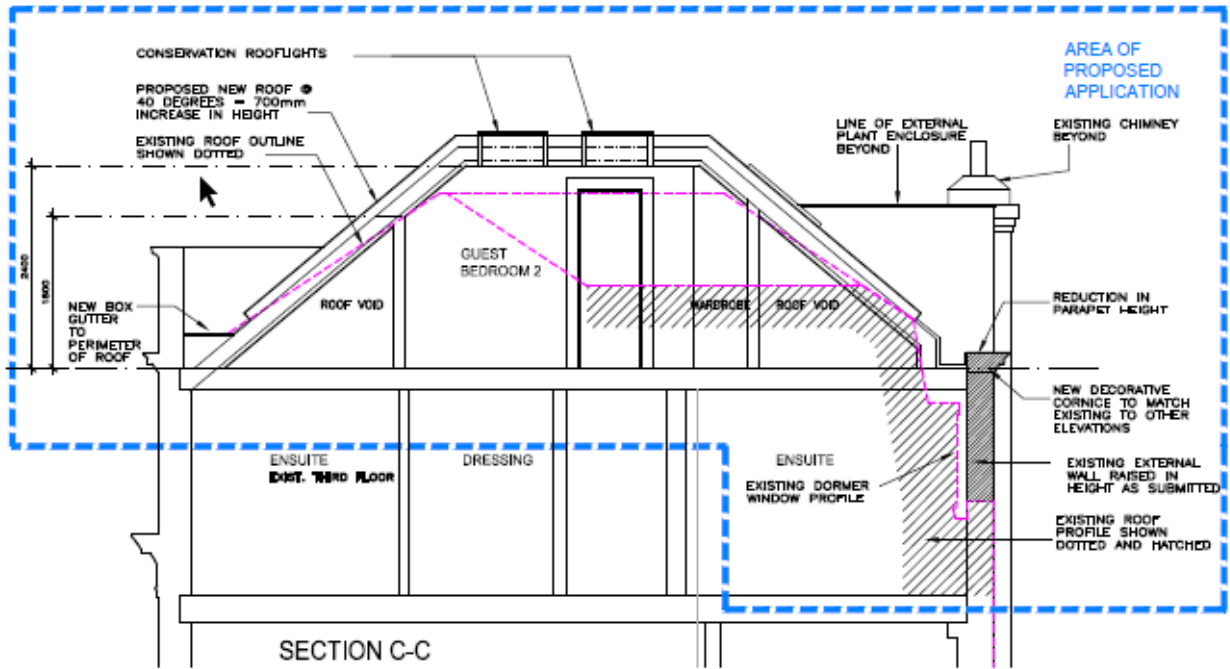 CONSERVATION ROOFLIGHTS
PROPOSED NEW ROOF @
40 DEGREES - 700mm
INCREASE IN HEIGHT
EXISTING ROOF OUTLINE
SHOWN DOTTED
AREA OF
PROPOSED
APPLICATION
LINE OF EXTERNAL
PLANT ENCLOSURE
BEYOND
EXISTING CHIMNEY
BEYOND
2400
1800
GUEST
BEDROOM 2
ROOF VOID
WARDROBE
ROOF VOID
NEW BOX
GUTTER
TO
PERIMETER
OF ROOF
REDUCTION IN
PARAPET HEIGHT
NEW DECORATIVE
CORNICE TO MATCH
EXISTING TO OTHER
ELEVATIONS
ENSUITE
EXIST. THIRD FLOOR
DRESSING
ENSUITE
EXISTING DORMER
WINDOW PROFILE
EXISTING EXTERNAL
WALL RAISED IN
HEIGHT AS SUBMITTED
EXISTING ROOF
PROFILE SHOWN
DOTTED AND HATCHED
SECTION C-C